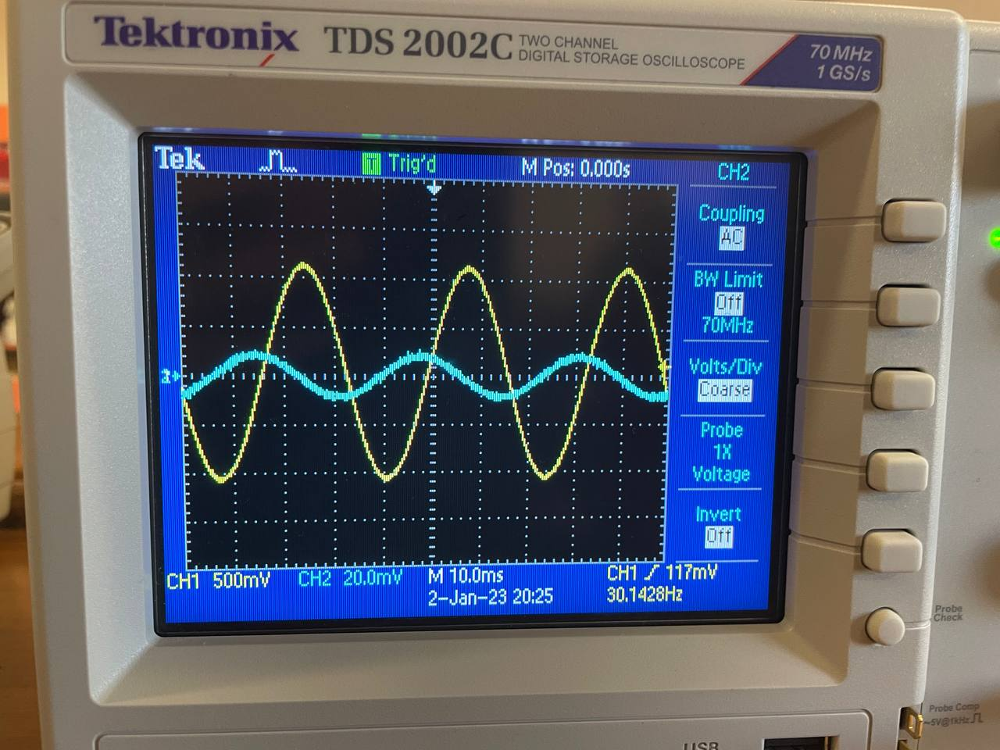 Tektronix TDS 2002C TWO CHANNEL
DIGITAL STORAGE OSCILLOSCOPE
70 MHz
1 GS/s
Tek T Trig'd M Pos: 0.000s CH2
Coupling
AC
BW Limit
Off
70MHz
Volts/Div
Coarse
Probe
1X
Voltage
Invert
Off
CH1 500mV CH2 20.0mV M 10.0ms CH1 117mV
2-Jan-23 20:25 30.1428Hz
Probe
Check
Probe Comp
~5V@1kHz
USB